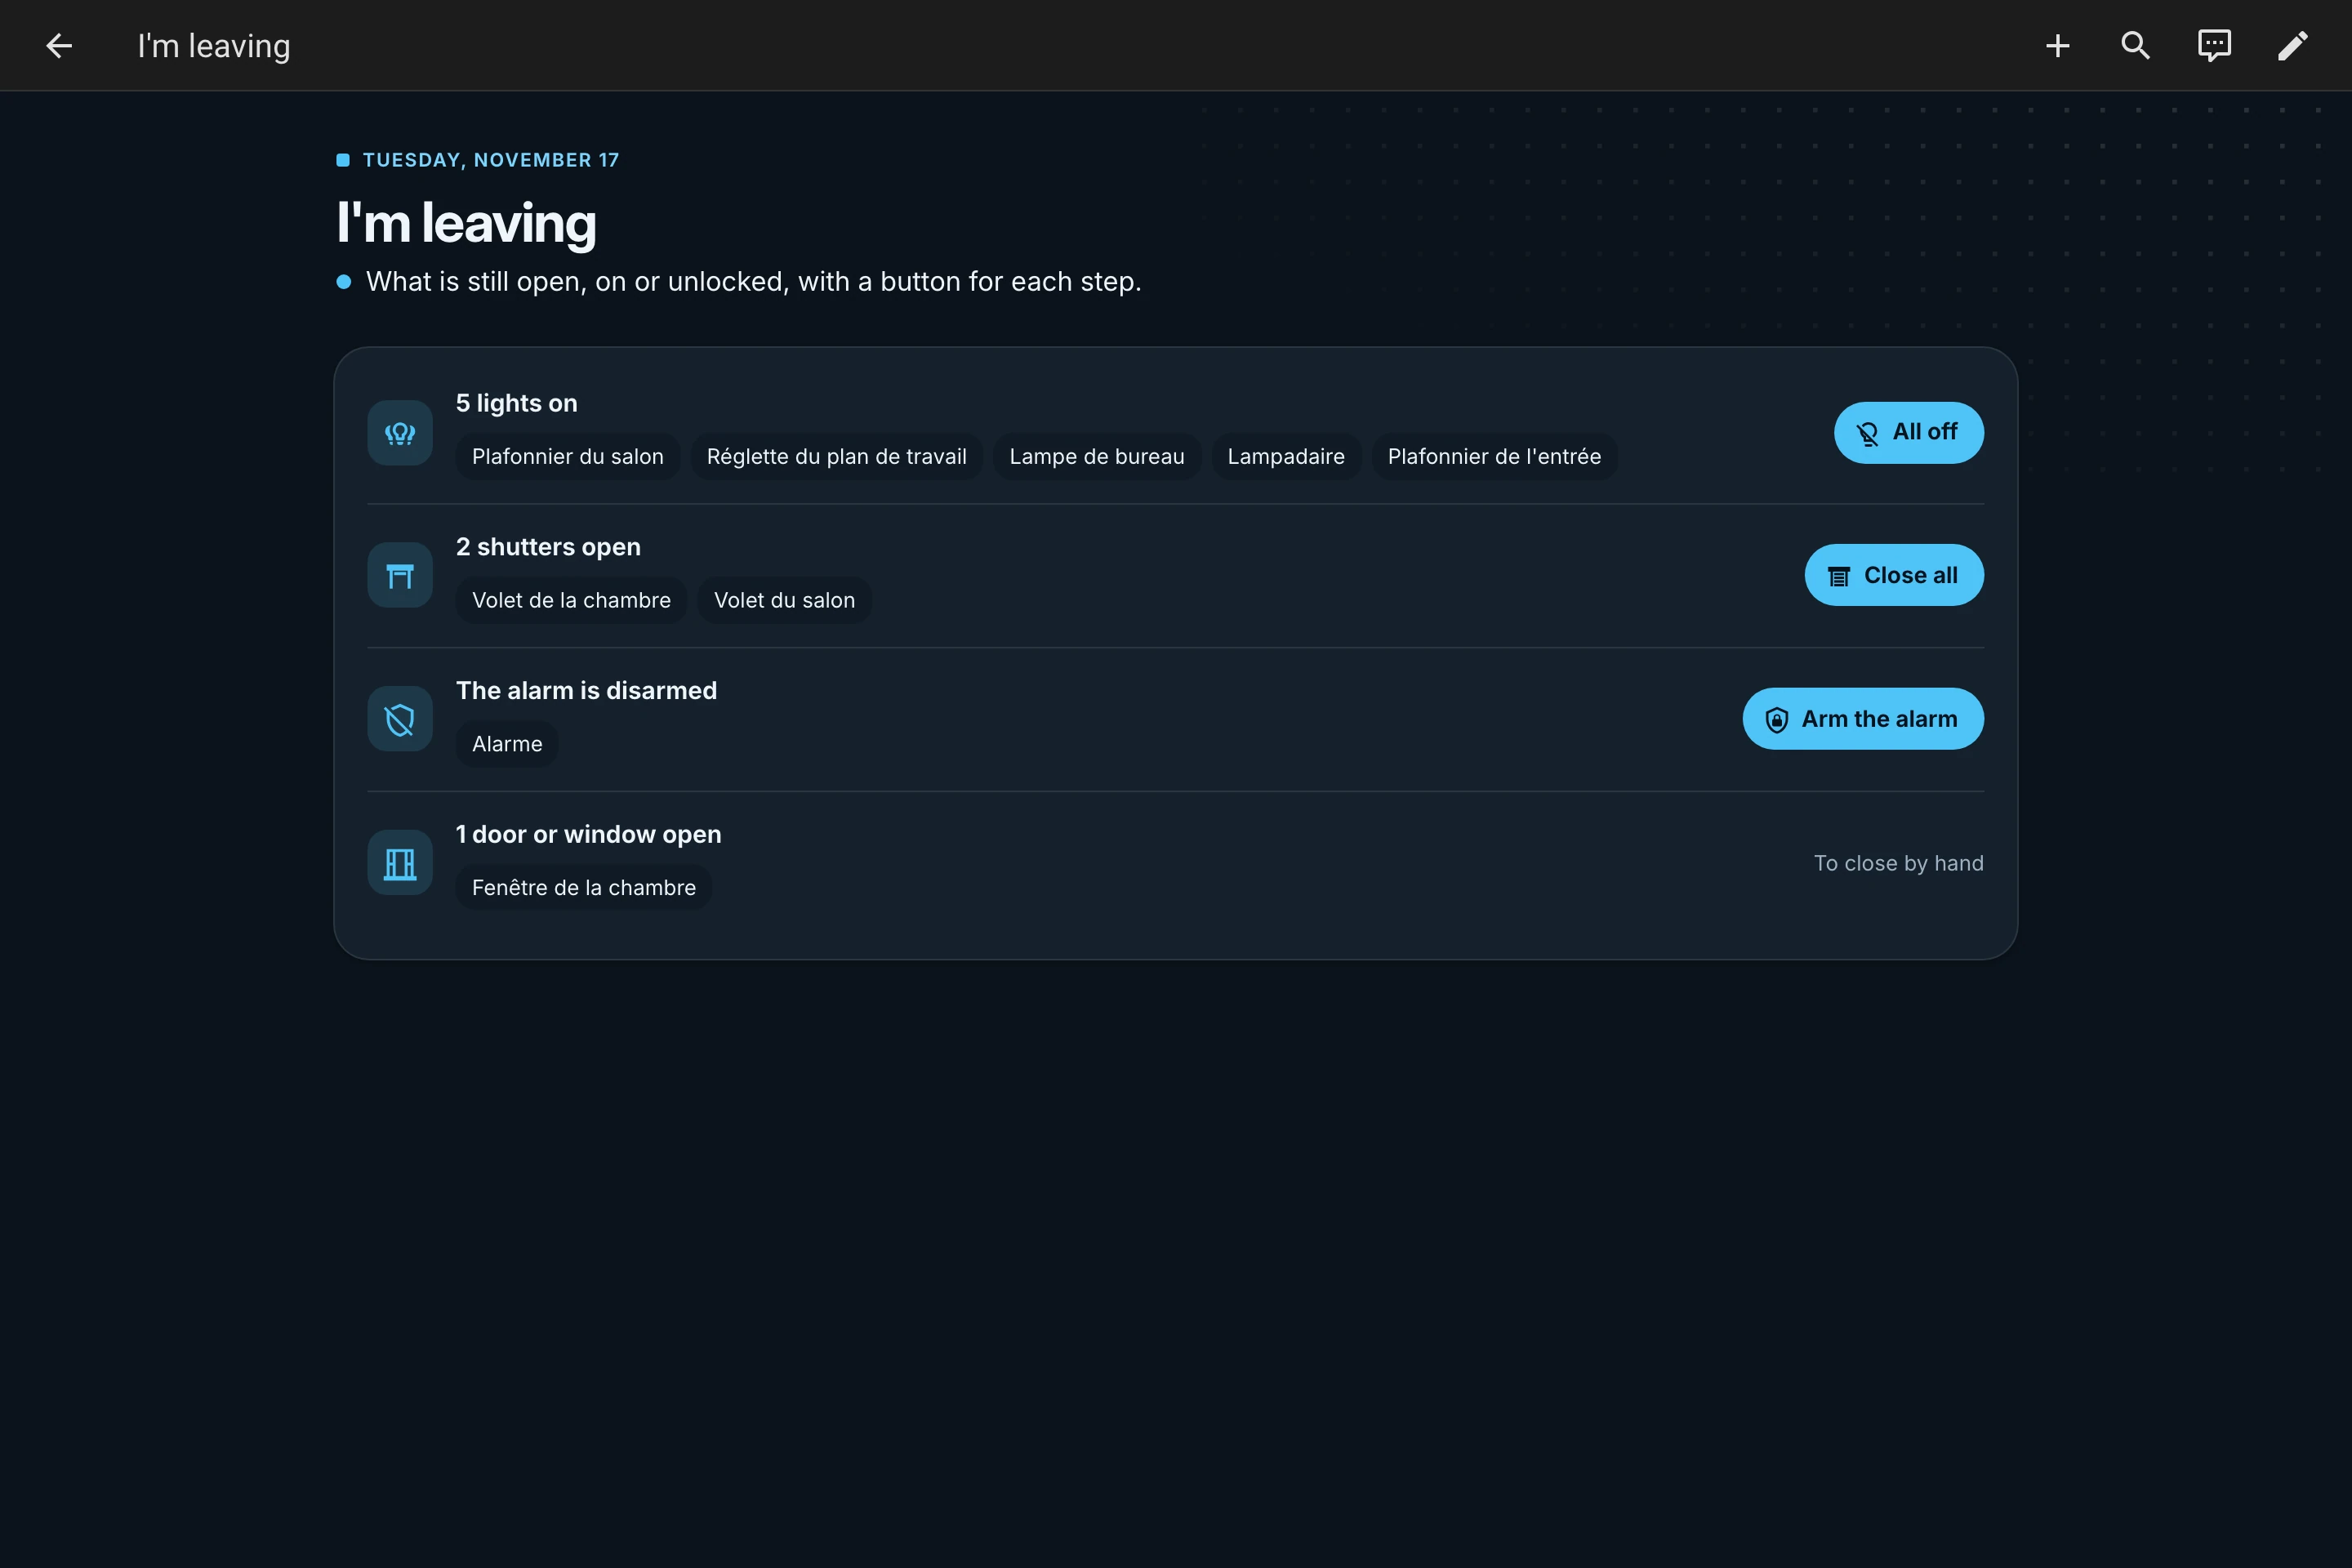 I'm leaving
TUESDAY, NOVEMBER 17
I'm leaving
What is still open, on or unlocked, with a button for each step.
5 lights on
Plafonnier du salon Réglette du plan de travail Lampe de bureau Lampadaire Plafonnier de l'entrée
All off
2 shutters open
Volet de la chambre Volet du salon
Close all
The alarm is disarmed
Alarme
Arm the alarm
1 door or window open
Fenêtre de la chambre
To close by hand